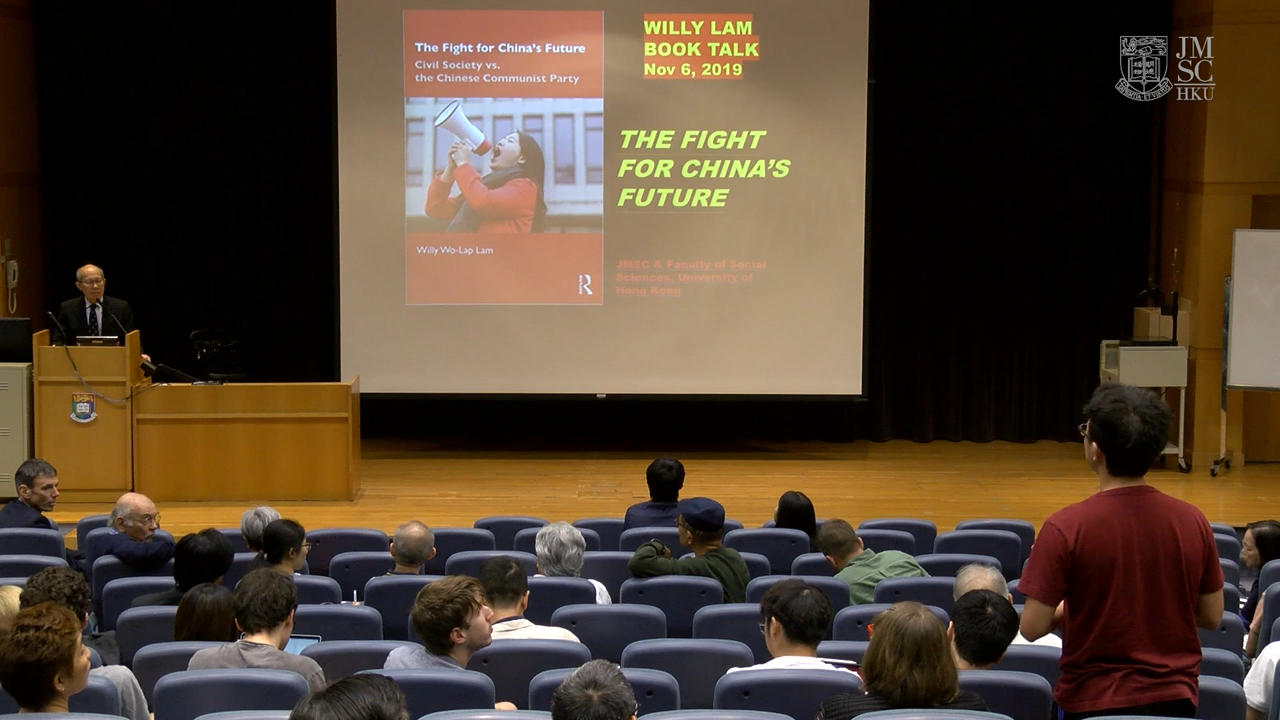 The Fight for China's Future
Civil Society vs.
the Chinese Communist Party
Willy Wo-Lap Lam
R
WILLY LAM
BOOK TALK
Nov 6, 2019
THE FIGHT
FOR CHINA'S
FUTURE
JMSC & Faculty of Social
Sciences, University of
Hong Kong
JM
SC
HKU